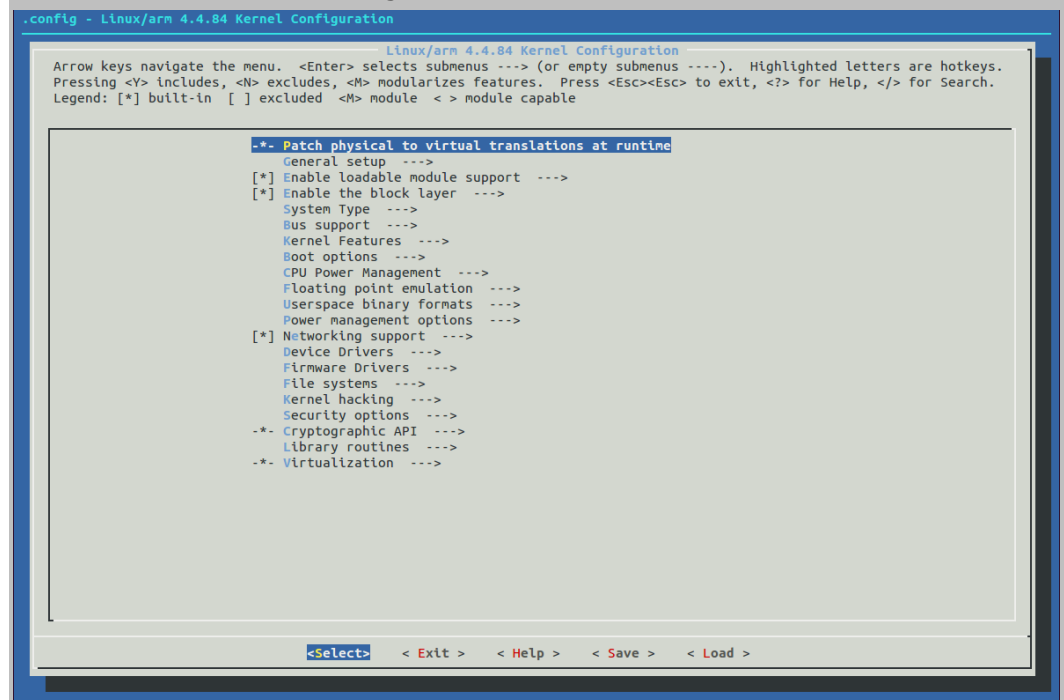 .config - Linux/arm 4.4.84 Kernel Configuration
Linux/arm 4.4.84 Kernel Configuration
Arrow keys navigate the menu.  <Enter> selects submenus ---> (or empty submenus ----).  Highlighted letters are hotkeys.
Pressing <Y> includes, <N> excludes, <M> modularizes features.  Press <Esc><Esc> to exit, <?> for Help, </> for Search.
Legend: [*] built-in  [ ] excluded  <M> module  < > module capable
-*- Patch physical to virtual translations at runtime
General setup  --->
[*] Enable loadable module support  --->
[*] Enable the block layer  --->
System Type  --->
Bus support  --->
Kernel Features  --->
Boot options  --->
CPU Power Management  --->
Floating point emulation  --->
Userspace binary formats  --->
Power management options  --->
[*] Networking support  --->
Device Drivers  --->
Firmware Drivers  --->
File systems  --->
Kernel hacking  --->
Security options  --->
-*- Cryptographic API  --->
Library routines  --->
-*- Virtualization  --->
<Select>    < Exit >    < Help >    < Save >    < Load >